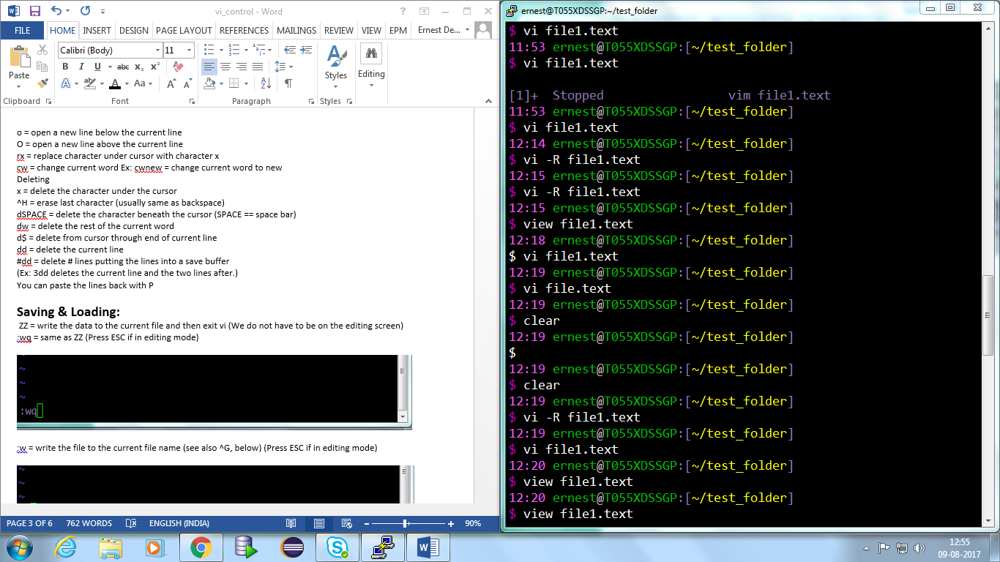 vi_control - Word
FILE HOME INSERT DESIGN PAGE LAYOUT REFERENCES MAILINGS REVIEW VIEW EPM Ernest De...
Calibri (Body) 11
Paste
B I U abc x₂ x²
A ab A Aa A A
Styles
Editing
Clipboard Font Paragraph Styles
o = open a new line below the current line
O = open a new line above the current line
rx = replace character under cursor with character x
cw = change current word Ex: cwnew = change current word to new
Deleting
x = delete the character under the cursor
^H = erase last character (usually same as backspace)
dSPACE = delete the character beneath the cursor (SPACE == space bar)
dw = delete the rest of the current word
d$ = delete from cursor through end of current line
dd = delete the current line
#dd = delete # lines putting the lines into a save buffer
(Ex: 3dd deletes the current line and the two lines after.)
You can paste the lines back with P
Saving & Loading:
ZZ = write the data to the current file and then exit vi (We do not have to be on the editing screen)
:wq = same as ZZ (Press ESC if in editing mode)
~
~
~
~
:wq
:w = write the file to the current file name (see also ^G, below) (Press ESC if in editing mode)
~
~
PAGE 3 OF 6 762 WORDS ENGLISH (INDIA) 90%
ernest@T055XDSSGP:~/test_folder
$ vi file1.text
11:53 ernest@T055XDSSGP:[~/test_folder]
$ vi file1.text
[1]+  Stopped                 vim file1.text
11:53 ernest@T055XDSSGP:[~/test_folder]
$ vi file1.text
12:14 ernest@T055XDSSGP:[~/test_folder]
$ vi -R file1.text
12:15 ernest@T055XDSSGP:[~/test_folder]
$ vi -R file1.text
12:15 ernest@T055XDSSGP:[~/test_folder]
$ view file1.text
12:18 ernest@T055XDSSGP:[~/test_folder]
$ vi file1.text
12:19 ernest@T055XDSSGP:[~/test_folder]
$ vi file.text
12:19 ernest@T055XDSSGP:[~/test_folder]
$ clear
12:19 ernest@T055XDSSGP:[~/test_folder]
$
12:19 ernest@T055XDSSGP:[~/test_folder]
$ clear
12:19 ernest@T055XDSSGP:[~/test_folder]
$ vi -R file1.text
12:19 ernest@T055XDSSGP:[~/test_folder]
$ vi file1.text
12:20 ernest@T055XDSSGP:[~/test_folder]
$ view file1.text
12:20 ernest@T055XDSSGP:[~/test_folder]
$ view file1.text
12:55
09-08-2017